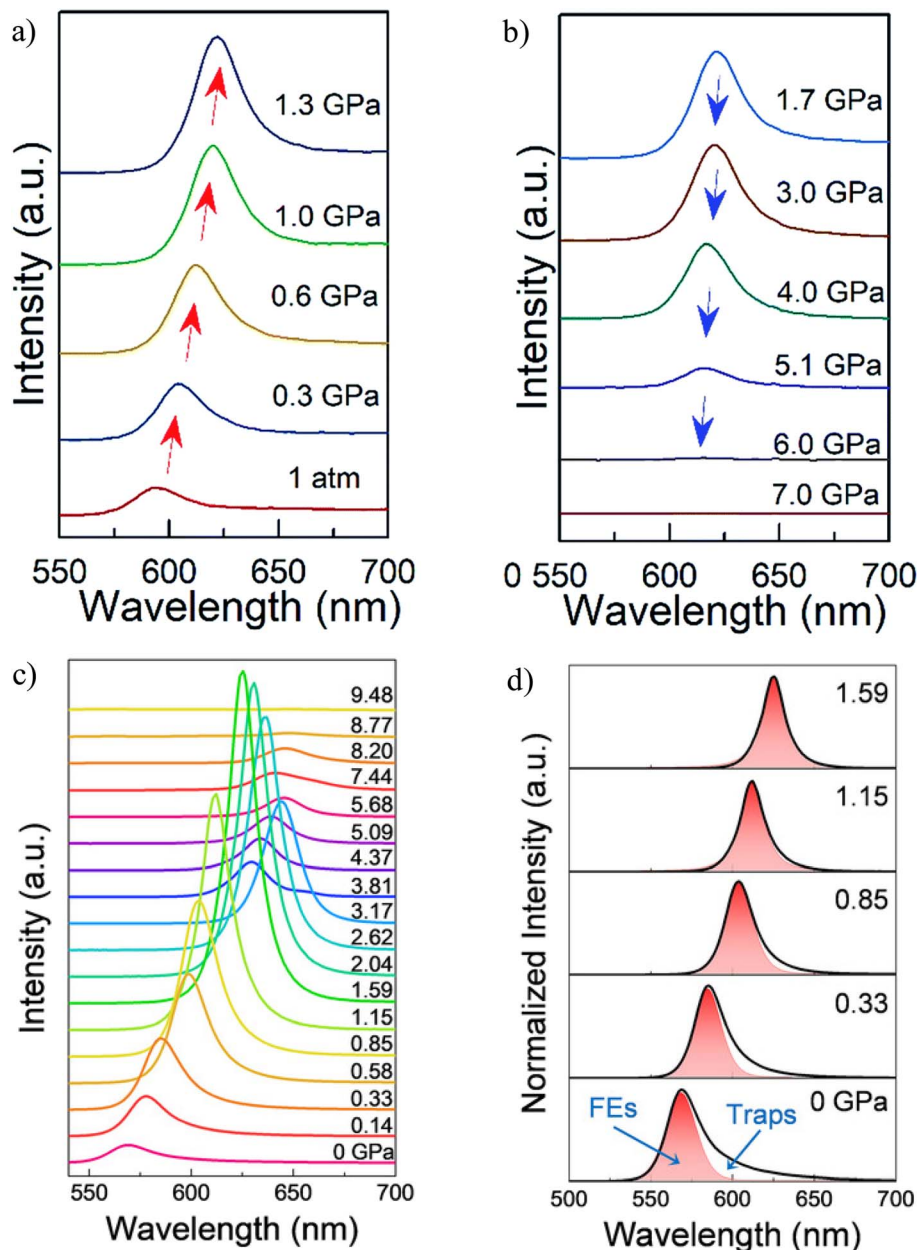 a)
Intensity (a.u.)
1.3 GPa
1.0 GPa
0.6 GPa
0.3 GPa
1 atm
550 600 650 700
Wavelength (nm)
b)
Intensity (a.u.)
1.7 GPa
3.0 GPa
4.0 GPa
5.1 GPa
6.0 GPa
7.0 GPa
0 550 600 650 700
Wavelength (nm)
c)
Intensity (a.u.)
9.48
8.77
8.20
7.44
5.68
5.09
4.37
3.81
3.17
2.62
2.04
1.59
1.15
0.85
0.58
0.33
0.14
0 GPa
550 600 650 700
Wavelength (nm)
d)
Normalized Intensity (a.u.)
1.59
1.15
0.85
0.33
0 GPa
FEs
Traps
500 550 600 650 700
Wavelength (nm)